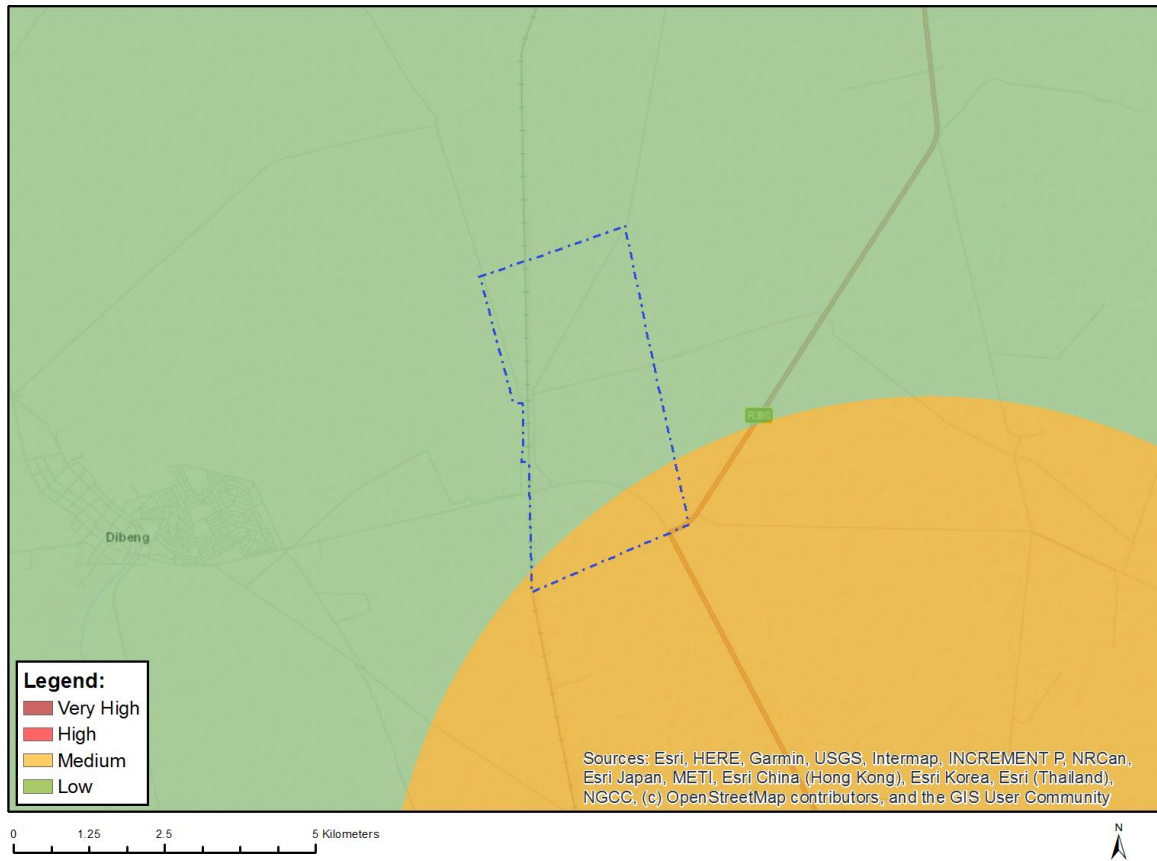 R380
Dibeng
Legend:
Very High
High
Medium
Low
Sources: Esri, HERE, Garmin, USGS, Intermap, INCREMENT P, NRCan,
Esri Japan, METI, Esri China (Hong Kong), Esri Korea, Esri (Thailand),
NGCC, (c) OpenStreetMap contributors, and the GIS User Community
0 1.25 2.5 5 Kilometers
N